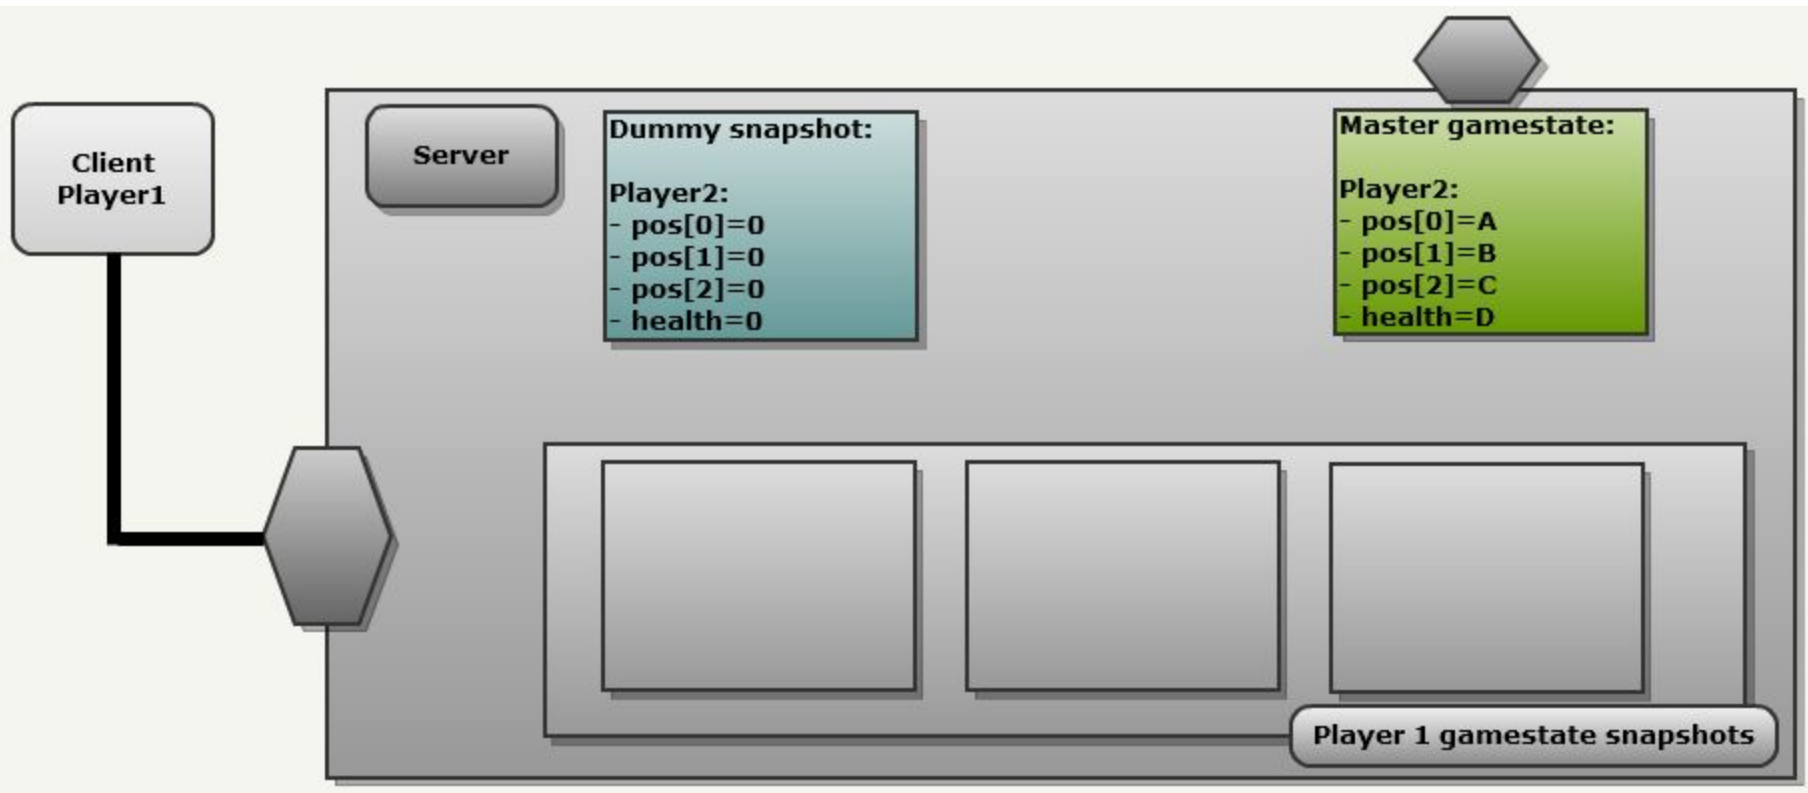 Client
Player1
Server
Dummy snapshot:
Player2:
- pos[0]=0
- pos[1]=0
- pos[2]=0
- health=0
Master gamestate:
Player2:
- pos[0]=A
- pos[1]=B
- pos[2]=C
- health=D
Player 1 gamestate snapshots